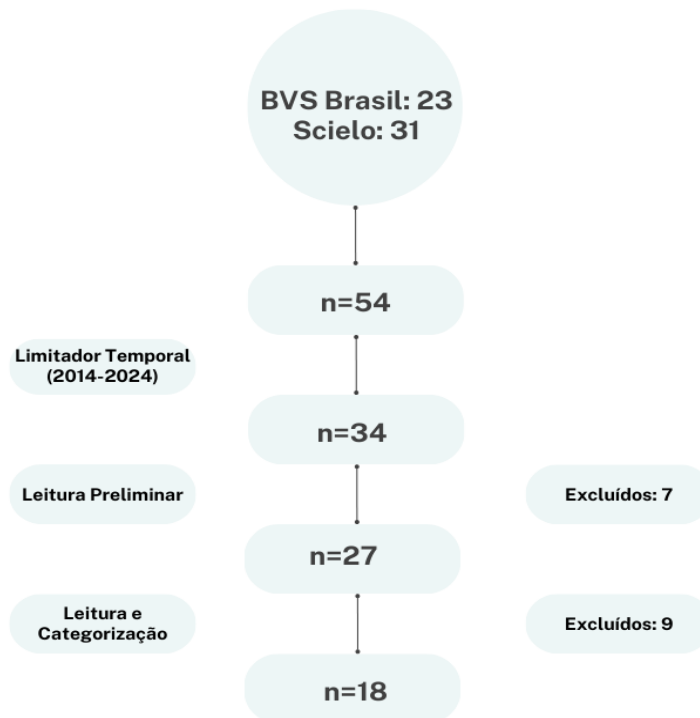 BVS Brasil: 23
Scielo: 31
n=54
Limitador Temporal
(2014-2024)
n=34
Leitura Preliminar
Excluídos: 7
n=27
Leitura e
Categorização
Excluídos: 9
n=18